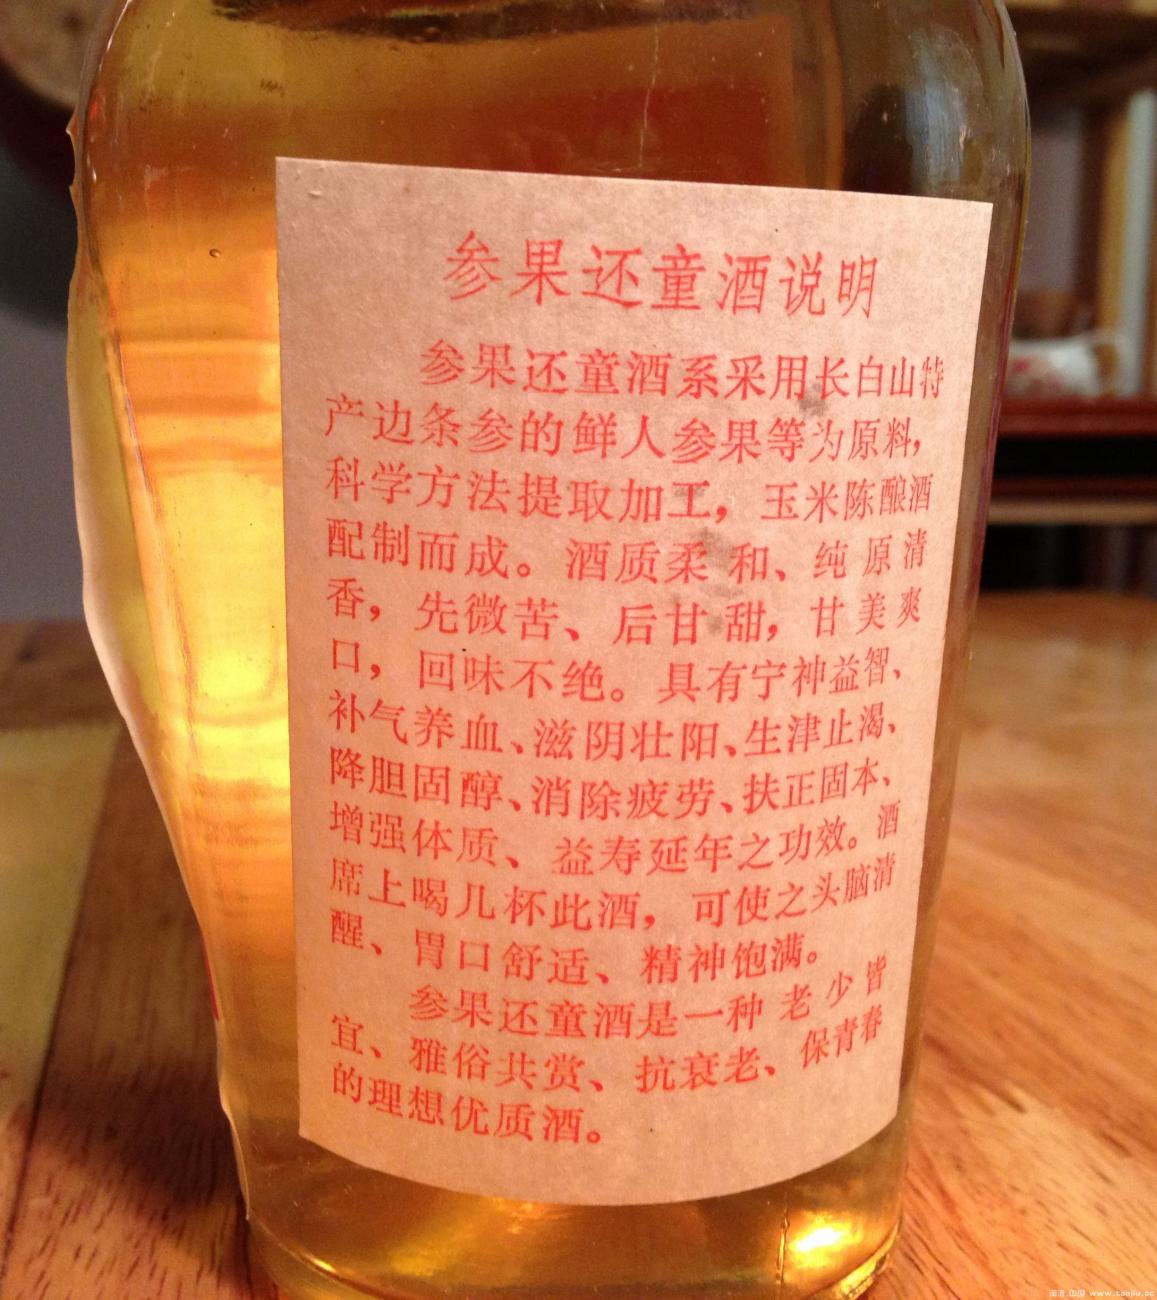 参果还童酒说明
参果还童酒系采用长白山特
产边条参的鲜人参果等为原料，
科学方法提取加工，玉米陈酿酒
配制而成。酒质柔和、纯原清
香，先微苦、后甘甜，甘美爽
口，回味不绝。具有宁神益智、
补气养血、滋阴壮阳、生津止渴、
降胆固醇、消除疲劳、扶正固本、
增强体质、益寿延年之功效。酒
席上喝几杯此酒，可使之头脑清
醒、胃口舒适、精神饱满。
参果还童酒是一种老少皆
宜、雅俗共赏、抗衰老、保青春
的理想优质酒。
www.taojiu.cc